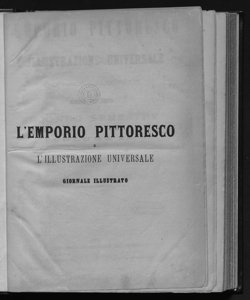 L'EMPORIO PITTORESCO
L'ILLUSTRAZIONE UNIVERSALE
GIORNALE ILLUSTRATO